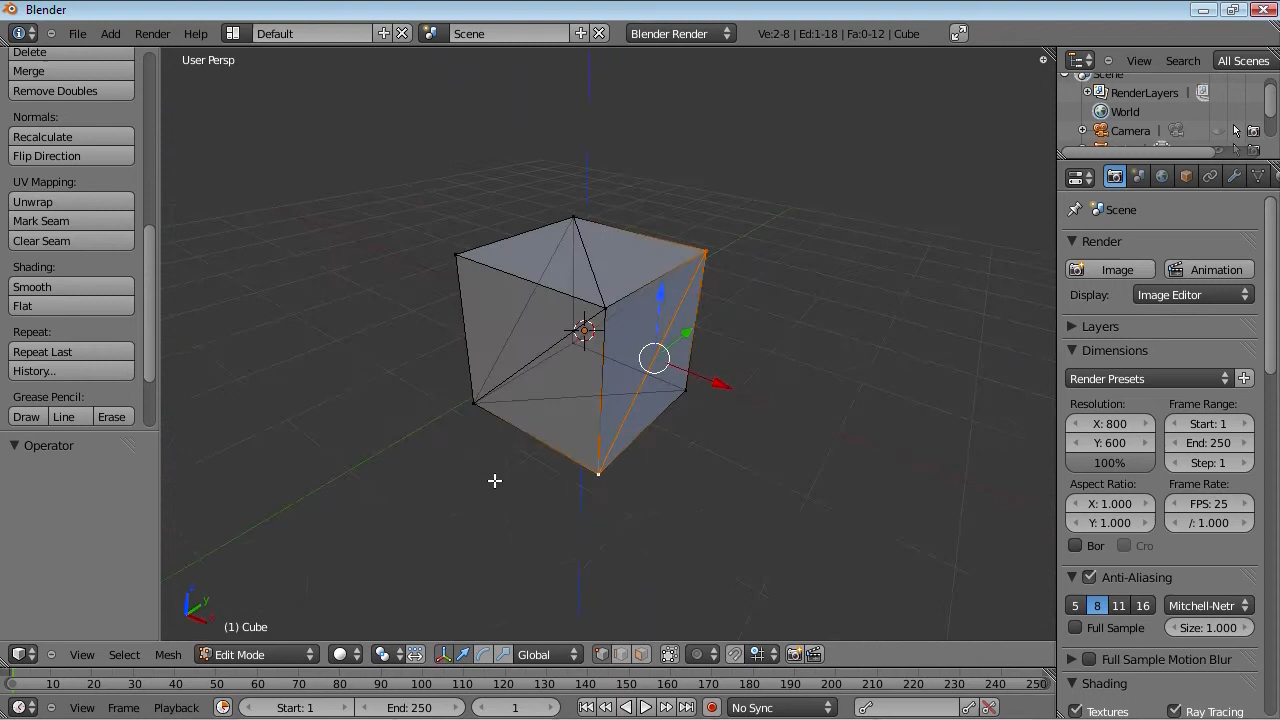 Blender
File Add Render Help Default Scene Blender Render Ve:2-8 | Ed:1-18 | Fa:0-12 | Cube
Delete
Merge
Remove Doubles
Normals:
Recalculate
Flip Direction
UV Mapping:
Unwrap
Mark Seam
Clear Seam
Shading:
Smooth
Flat
Repeat:
Repeat Last
History...
Grease Pencil:
Draw Line Erase
Operator
User Persp
z
y
x
(1) Cube
View Select Mesh Edit Mode Global
0 10 20 30 40 50 60 70 80 90 100 110 120 130 140 150 160 170 180 190 200 210 220 230 240 250
View Frame Playback Start: 1 End: 250 1 No Sync
View Search All Scenes
Scene
RenderLayers |
World
Camera |
Scene
Render
Image Animation
Display: Image Editor
Layers
Dimensions
Render Presets
Resolution: Frame Range:
X: 800 Start: 1
Y: 600 End: 250
100% Step: 1
Aspect Ratio: Frame Rate:
X: 1.000 FPS: 25
Y: 1.000 /: 1.000
Bor Cro
Anti-Aliasing
5 8 11 16 Mitchell-Netr
Full Sample Size: 1.000
Full Sample Motion Blur
Shading
Textures Ray Tracing